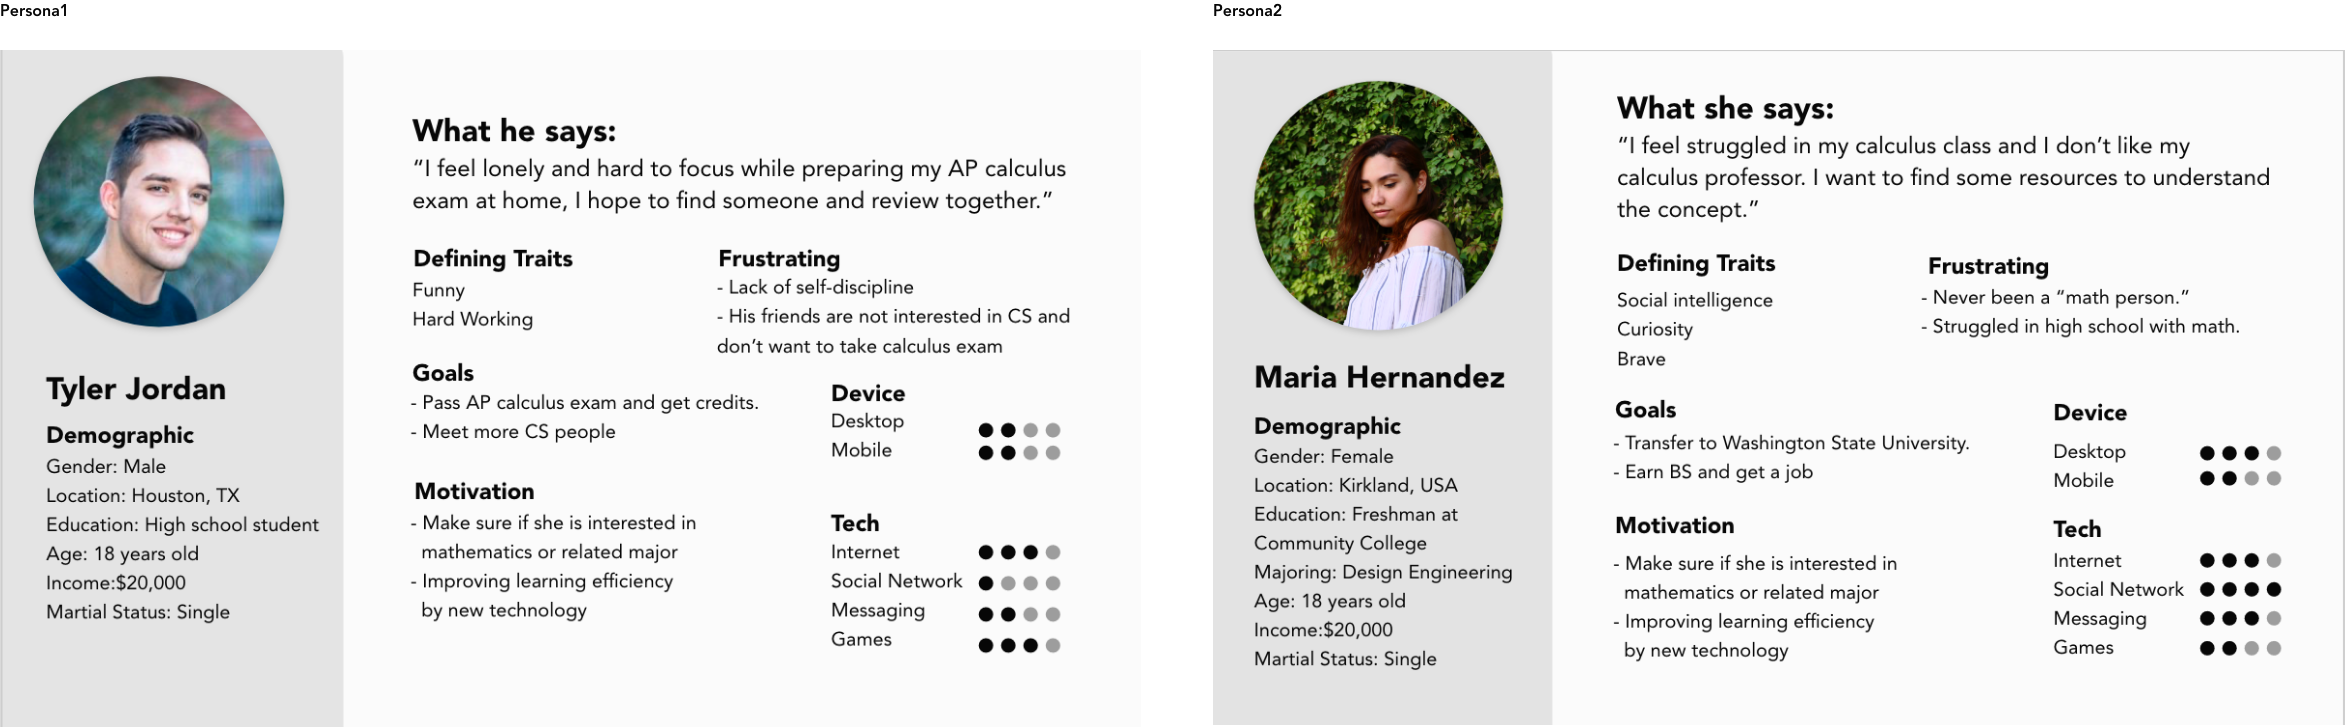 Persona1
Tyler Jordan
Demographic
Gender: Male
Location: Houston, TX
Education: High school student
Age: 18 years old
Income:$20,000
Martial Status: Single
What he says:
“I feel lonely and hard to focus while preparing my AP calculus
exam at home, I hope to find someone and review together.”
Defining Traits
Funny
Hard Working
Frustrating
- Lack of self-discipline
- His friends are not interested in CS and
don’t want to take calculus exam
Goals
- Pass AP calculus exam and get credits.
- Meet more CS people
Device
Desktop
Mobile
Motivation
- Make sure if she is interested in
mathematics or related major
- Improving learning efficiency
by new technology
Tech
Internet
Social Network
Messaging
Games
Persona2
Maria Hernandez
Demographic
Gender: Female
Location: Kirkland, USA
Education: Freshman at
Community College
Majoring: Design Engineering
Age: 18 years old
Income:$20,000
Martial Status: Single
What she says:
“I feel struggled in my calculus class and I don’t like my
calculus professor. I want to find some resources to understand
the concept.”
Defining Traits
Social intelligence
Curiosity
Brave
Frustrating
- Never been a “math person.”
- Struggled in high school with math.
Goals
- Transfer to Washington State University.
- Earn BS and get a job
Device
Desktop
Mobile
Motivation
- Make sure if she is interested in
mathematics or related major
- Improving learning efficiency
by new technology
Tech
Internet
Social Network
Messaging
Games